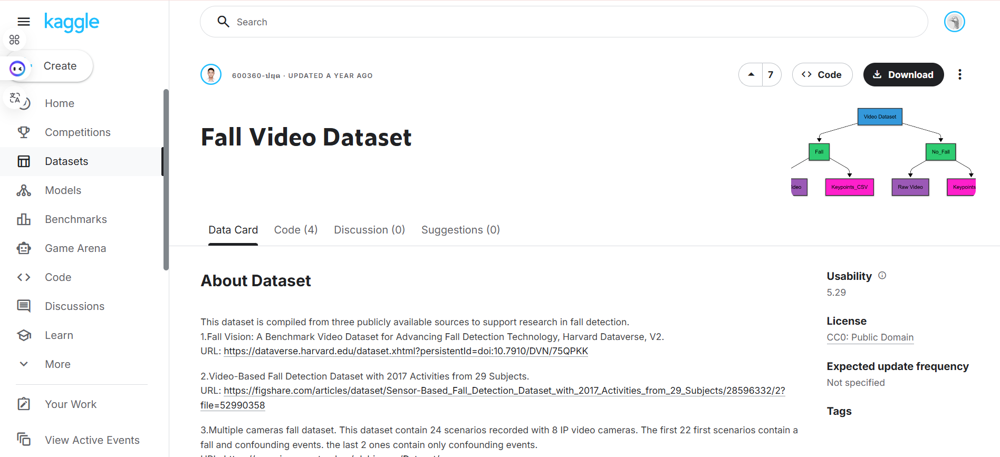 kaggle
Search
Create
Home
Competitions
Datasets
Models
Benchmarks
Game Arena
Code
Discussions
Learn
More
Your Work
View Active Events
600360-ปยุต · UPDATED A YEAR AGO
7
Code
Download
Fall Video Dataset
Video Dataset
Fall
No_Fall
ideo
Keypoints_CSV
Raw Video
Keypoints
Data Card
Code (4)
Discussion (0)
Suggestions (0)
About Dataset
This dataset is compiled from three publicly available sources to support research in fall detection.
1.Fall Vision: A Benchmark Video Dataset for Advancing Fall Detection Technology, Harvard Dataverse, V2.
URL: https://dataverse.harvard.edu/dataset.xhtml?persistentId=doi:10.7910/DVN/75QPKK
2.Video-Based Fall Detection Dataset with 2017 Activities from 29 Subjects.
URL: https://figshare.com/articles/dataset/Sensor-Based_Fall_Detection_Dataset_with_2017_Activities_from_29_Subjects/28596332/2?
file=52990358
3.Multiple cameras fall dataset. This dataset contain 24 scenarios recorded with 8 IP video cameras. The first 22 first scenarios contain a
fall and confounding events. the last 2 ones contain only confounding events.
Usability
5.29
License
CC0: Public Domain
Expected update frequency
Not specified
Tags